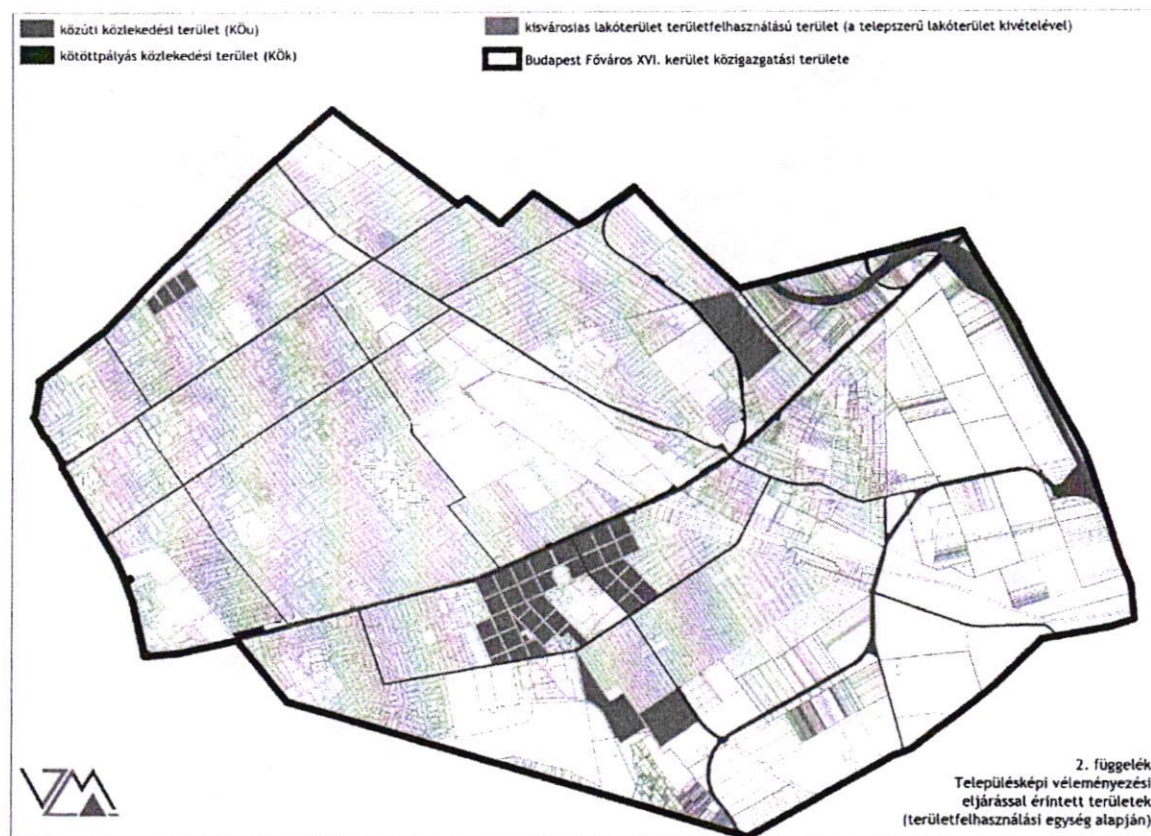 közúti közlekedési terület (KÖu)
kötöttpályás közlekedési terület (KÖk)
kisvárosias lakóterület területfelhasználású terület (a telepszerű lakóterület kivételével)
Budapest Főváros XVI. kerület közigazgatási területe
VZM
2. függelék
Településképi véleményezési
eljárással érintett területek
(területfelhasználási egység alapján)